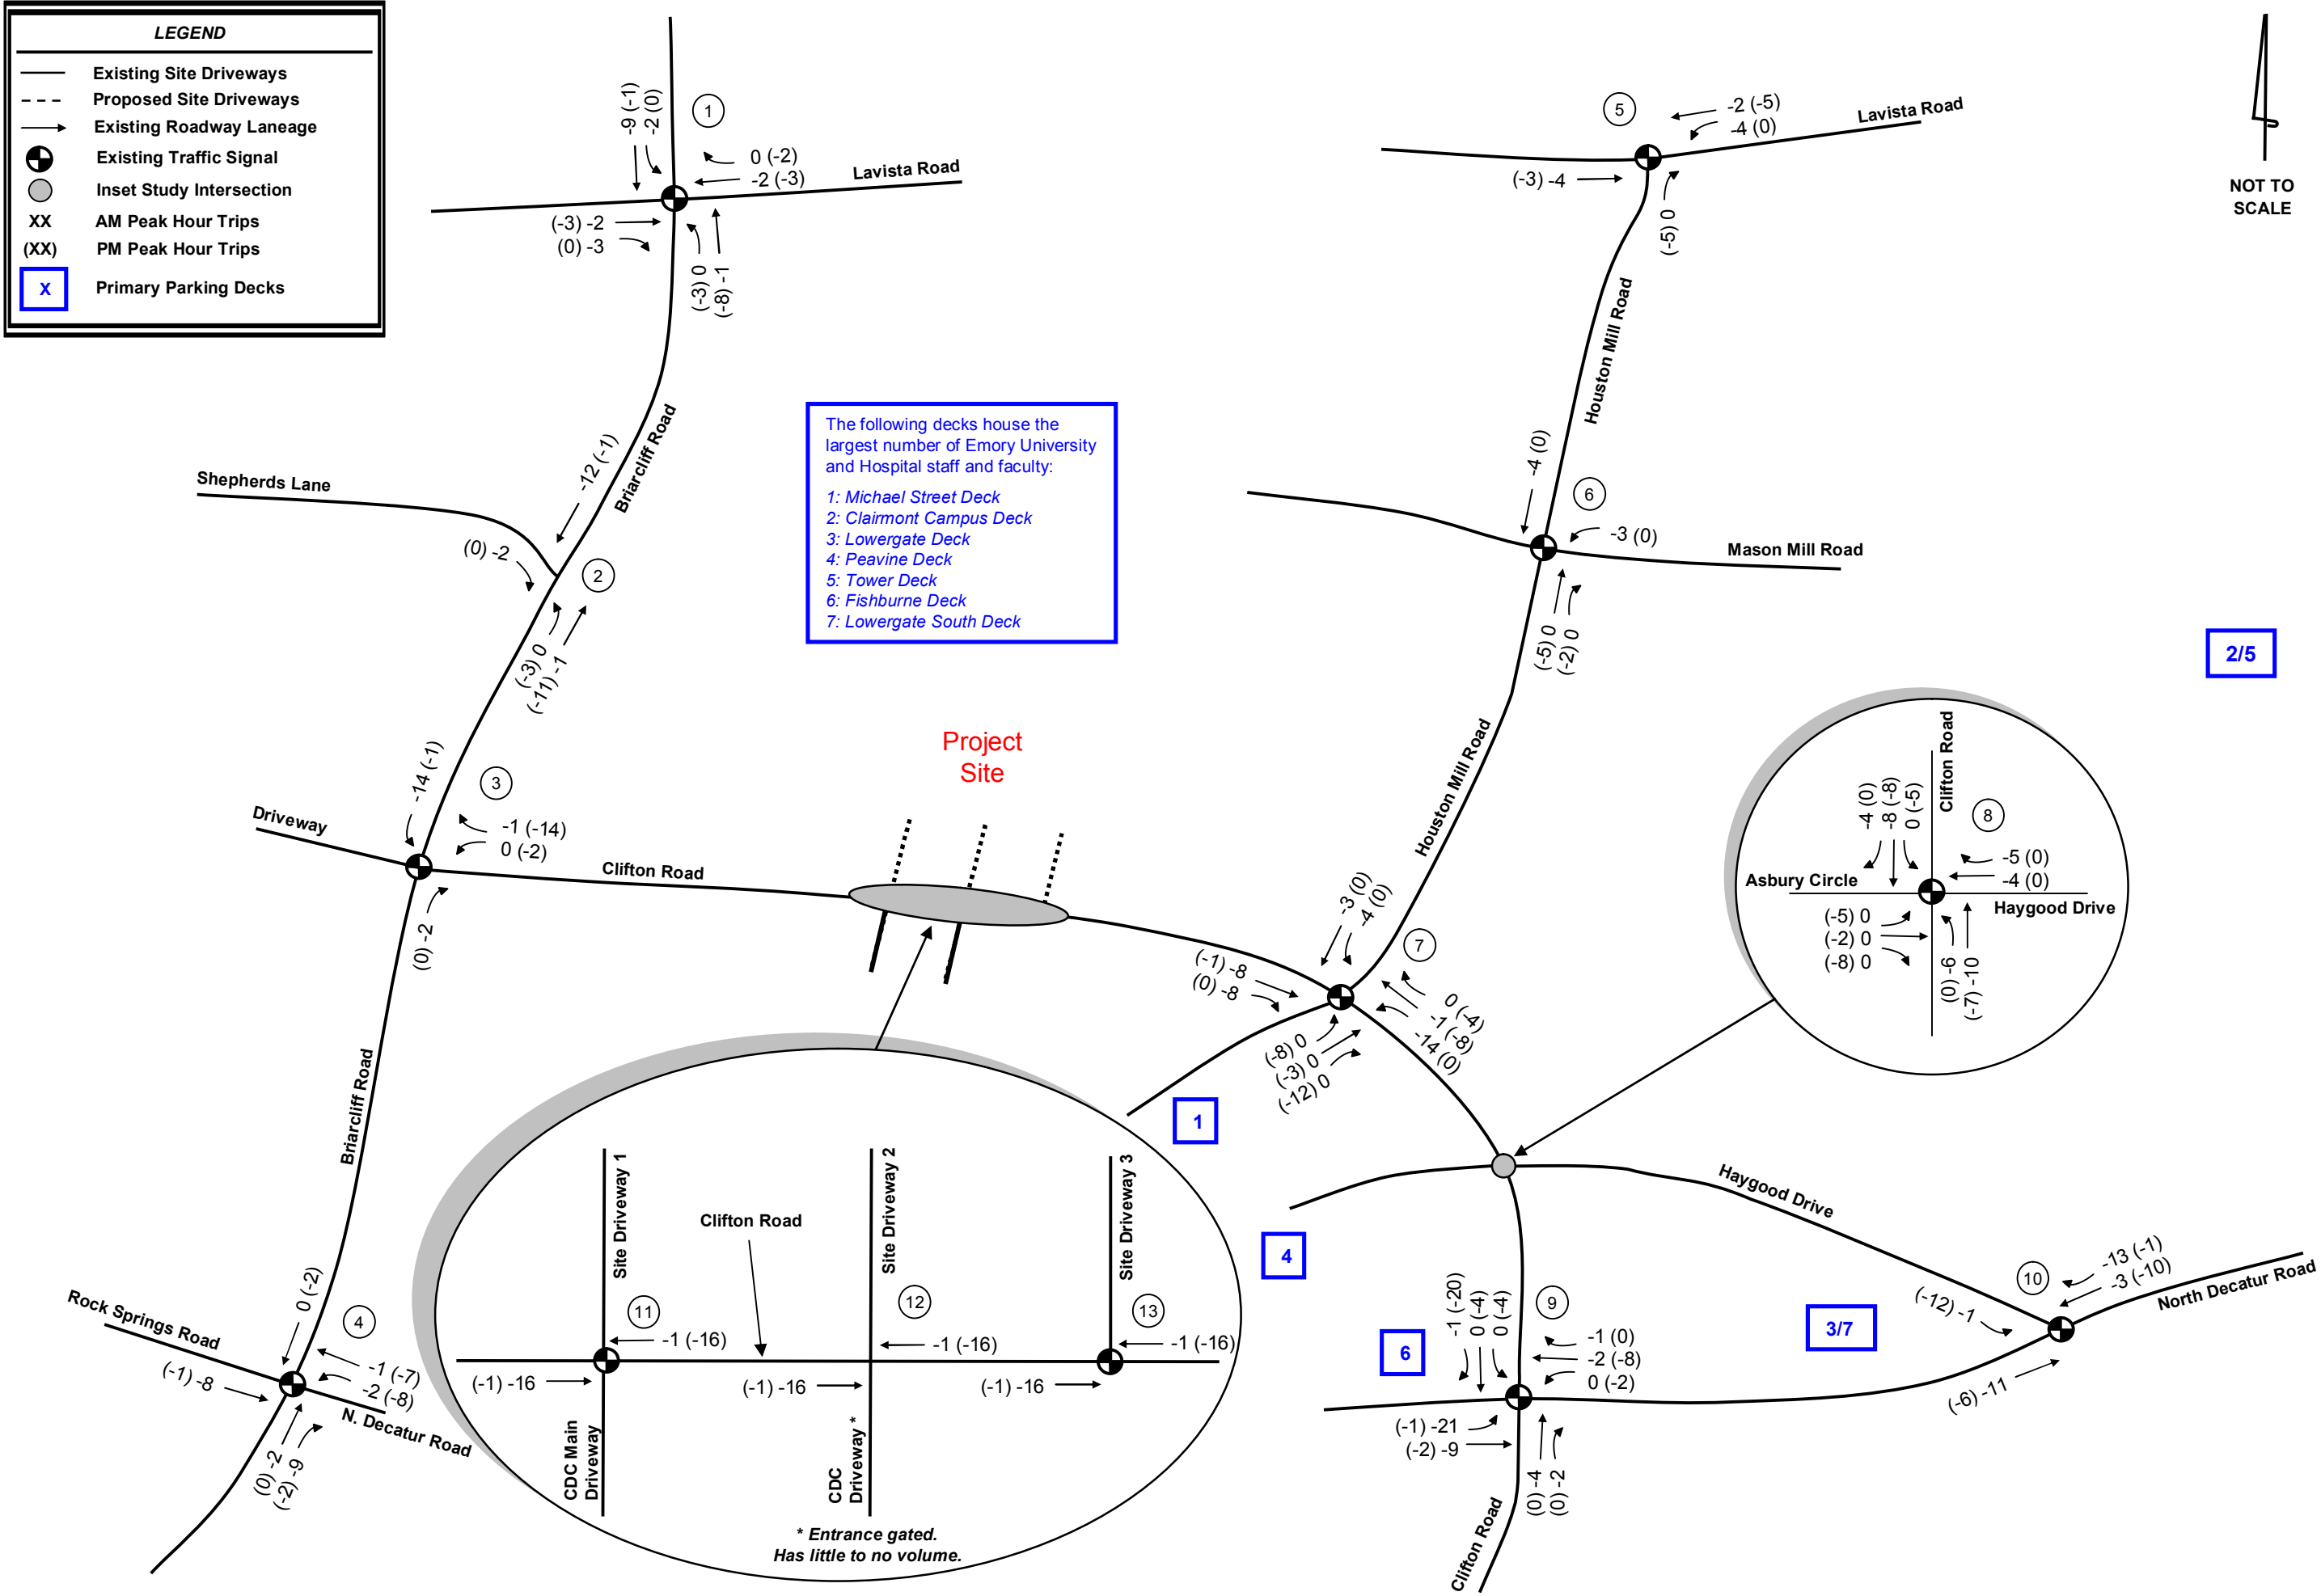 LEGEND
Existing Site Driveways
Proposed Site Driveways
Existing Roadway Laneage
Existing Traffic Signal
Inset Study Intersection
XX AM Peak Hour Trips
(XX) PM Peak Hour Trips
X Primary Parking Decks
NOT TO
SCALE
1
-9 (-1)
-2 (0)
0 (-2)
-2 (-3)
Lavista Road
(-3) -2
(0) -3
(-3) 0
(-8) -1
5
-2 (-5)
-4 (0)
Lavista Road
(-3) -4
(-5) 0
Houston Mill Road
Briarcliff Road
-12 (-1)
Shepherds Lane
(0) -2
2
(-3) 0
(-11) -1
The following decks house the
largest number of Emory University
and Hospital staff and faculty:
1: Michael Street Deck
2: Clairmont Campus Deck
3: Lowergate Deck
4: Peavine Deck
5: Tower Deck
6: Fishburne Deck
7: Lowergate South Deck
-4 (0)
6
-3 (0)
Mason Mill Road
(-5) 0
(-2) 0
2/5
Project
Site
Houston Mill Road
-14 (-1)
3
Driveway
-1 (-14)
0 (-2)
Clifton Road
(0) -2
Clifton Road
-4 (0)
-8 (-8)
0 (-5)
8
-5 (0)
-4 (0)
Asbury Circle
Haygood Drive
(-5) 0
(-2) 0
(-8) 0
(0) -6
(-7) -10
-3 (0)
-4 (0)
7
(-1) -8
(0) -8
0 (-4)
-1 (-8)
-14 (0)
(-8) 0
(-3) 0
(-12) 0
1
Briarcliff Road
Site Driveway 1
Site Driveway 2
Site Driveway 3
Clifton Road
11
12
13
-1 (-16)
-1 (-16)
-1 (-16)
(-1) -16
(-1) -16
(-1) -16
CDC Main
Driveway
CDC
Driveway *
* Entrance gated.
Has little to no volume.
Haygood Drive
4
0 (-2)
Rock Springs Road
4
(-1) -8
-1 (-7)
-2 (-8)
N. Decatur Road
(0) -2
(-2) -9
-1 (-20)
0 (-4)
0 (-4)
9
6
-1 (0)
-2 (-8)
0 (-2)
(-1) -21
(-2) -9
(0) -4
(0) -2
Clifton Road
3/7
10
-13 (-1)
-3 (-10)
North Decatur Road
(-12) -1
(-6) -11